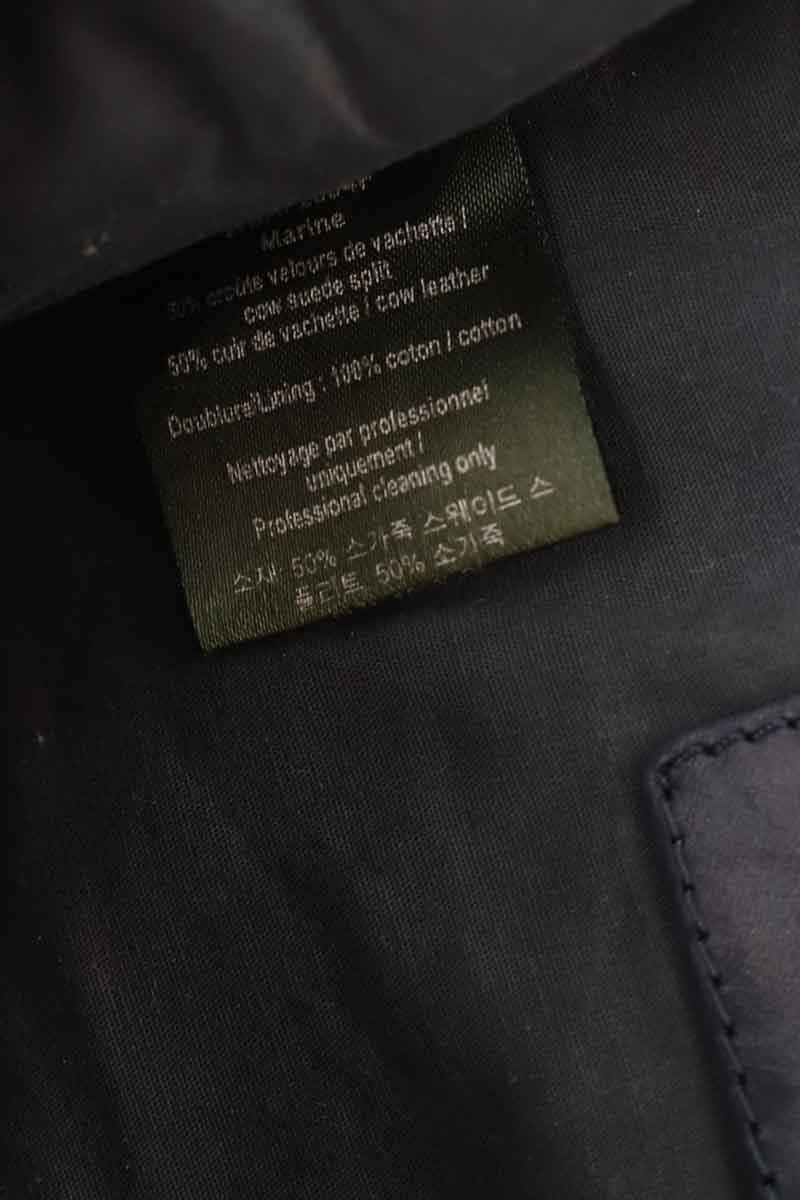 Marine
50% croûte velours de vachette /
cow suede split
50% cuir de vachette / cow leather
Doublure/Lining : 100% coton / cotton
Nettoyage par professionnel
uniquement /
Professional cleaning only
소재: 50% 소가죽 스웨이드 스
플리트, 50% 소가죽